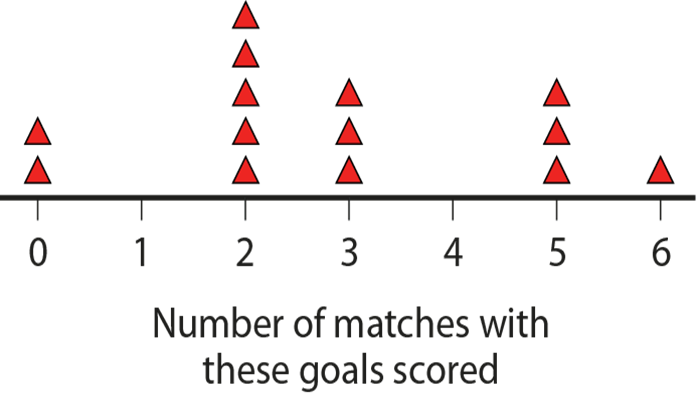 0 1 2 3 4 5 6
Number of matches with
these goals scored